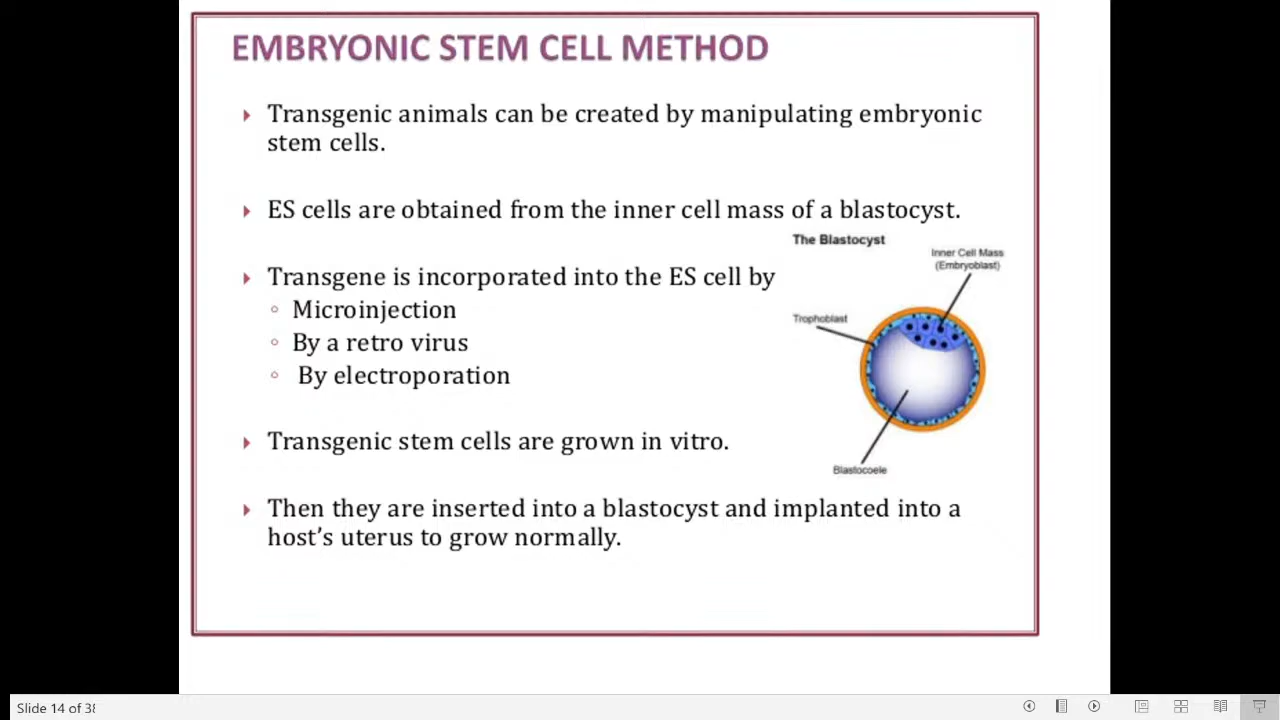 EMBRYONIC STEM CELL METHOD
Transgenic animals can be created by manipulating embryonic
stem cells.
ES cells are obtained from the inner cell mass of a blastocyst.
Transgene is incorporated into the ES cell by
Microinjection
By a retro virus
By electroporation
The Blastocyst
Inner Cell Mass
(Embryoblast)
Trophoblast
Blastocoele
Transgenic stem cells are grown in vitro.
Then they are inserted into a blastocyst and implanted into a
host’s uterus to grow normally.
Slide 14 of 38